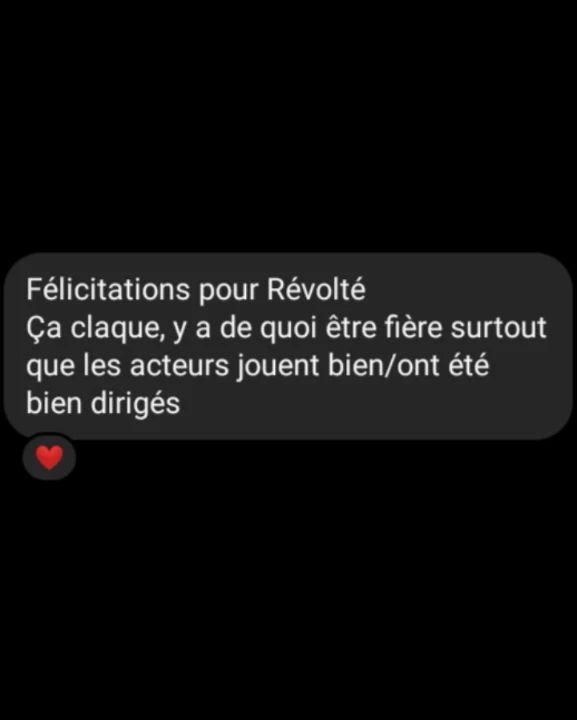 Félicitations pour Révolté
Ça claque, y a de quoi être fière surtout
que les acteurs jouent bien/ont été
bien dirigés